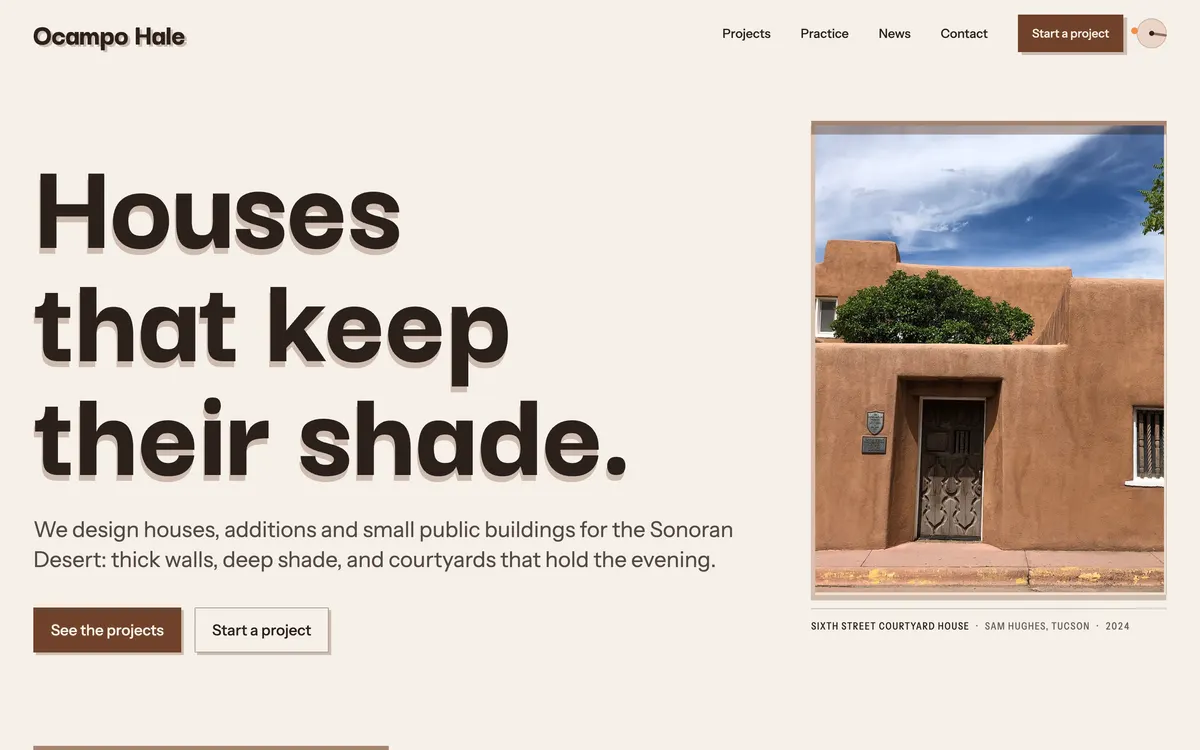 Ocampo Hale
Projects
Practice
News
Contact
Start a project
Houses
that keep
their shade.
We design houses, additions and small public buildings for the Sonoran
Desert: thick walls, deep shade, and courtyards that hold the evening.
See the projects
Start a project
SIXTH STREET COURTYARD HOUSE · SAM HUGHES, TUCSON · 2024